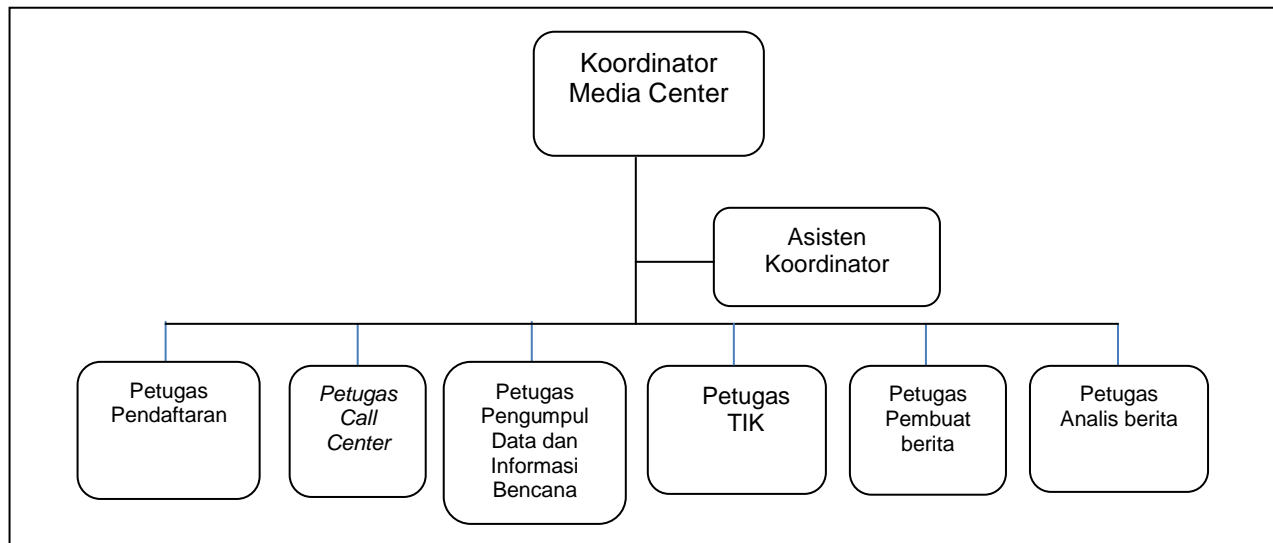 Koordinator
Media Center
Asisten
Koordinator
Petugas
Pendaftaran
Petugas
Call
Center
Petugas
Pengumpul
Data dan
Informasi
Bencana
Petugas
TIK
Petugas
Pembuat
berita
Petugas
Analis berita